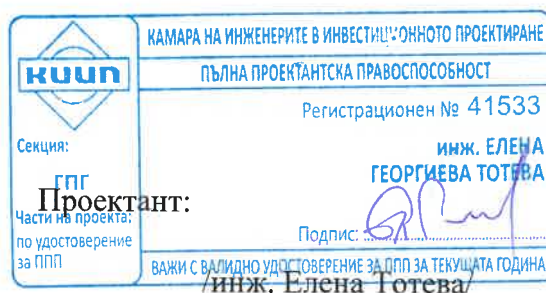 КАМАРА НА ИНЖЕНЕРИТЕ В ИНВЕСТИЦИОННОТО ПРОЕКТИРАНЕ
КИИП
ПЪЛНА ПРОЕКТАНТСКА ПРАВОСПОСОБНОСТ
Регистрационен № 41533
Секция:
ГПГ
инж. ЕЛЕНА
ГЕОРГИЕВА ТОТЕВА
Проектант:
Части на проекта:
по удостоверение
за ППП
Подпис:
ВАЖИ С ВАЛИДНО УДОСТОВЕРЕНИЕ ЗА ППП ЗА ТЕКУЩАТА ГОДИНА
/инж. Елена Тотева/